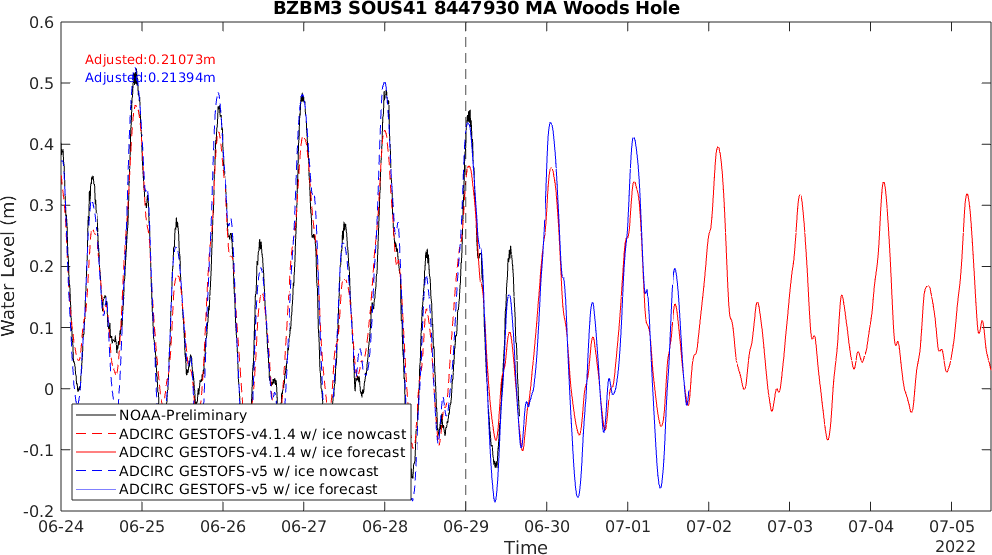 BZBM3 SOUS41 8447930 MA Woods Hole
0.6
0.5
0.4
0.3
0.2
0.1
0
-0.1
-0.2
Water Level (m)
Adjusted:0.21073m
Adjusted:0.21394m
NOAA-Preliminary
ADCIRC GESTOFS-v4.1.4 w/ ice nowcast
ADCIRC GESTOFS-v4.1.4 w/ ice forecast
ADCIRC GESTOFS-v5 w/ ice nowcast
ADCIRC GESTOFS-v5 w/ ice forecast
06-24 06-25 06-26 06-27 06-28 06-29 06-30 07-01 07-02 07-03 07-04 07-05
Time
2022